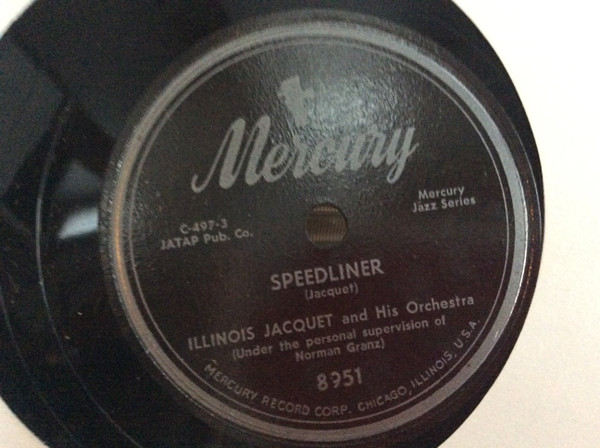 Mercury
C-497-3
JATAP Pub. Co.
Mercury
Jazz Series
SPEEDLINER
(Jacquet)
ILLINOIS JACQUET and His Orchestra
(Under the personal supervision of
Norman Granz)
8951
MERCURY RECORD CORP. CHICAGO, ILLINOIS, U.S.A.